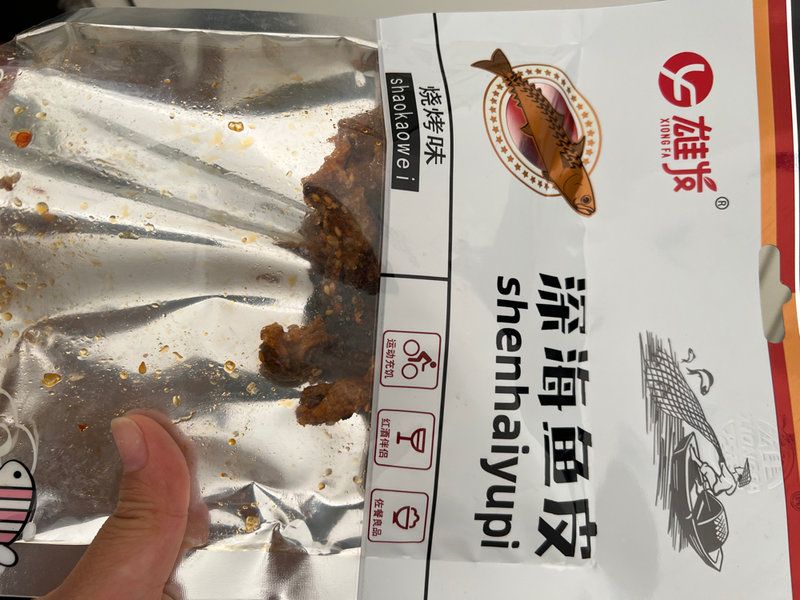 雄发
XIONG FA
®
深海鱼皮
shenhaiyupi
烧烤味
shaokaowei
运动充饥
红酒伴侣
佐餐良品